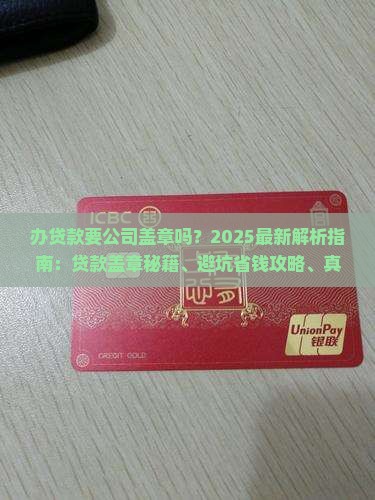 ICBC
办贷款要公司盖章吗？2025最新解析指
南：贷款盖章秘籍、避坑省钱攻略、真
UnionPay
银联
CREDIT GOLD